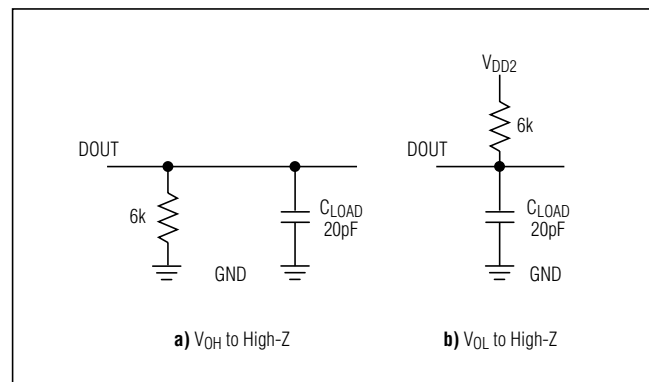 DOUT
6k
CLOAD
20pF
GND
a) VOH to High-Z
VDD2
6k
DOUT
CLOAD
20pF
GND
b) VOL to High-Z